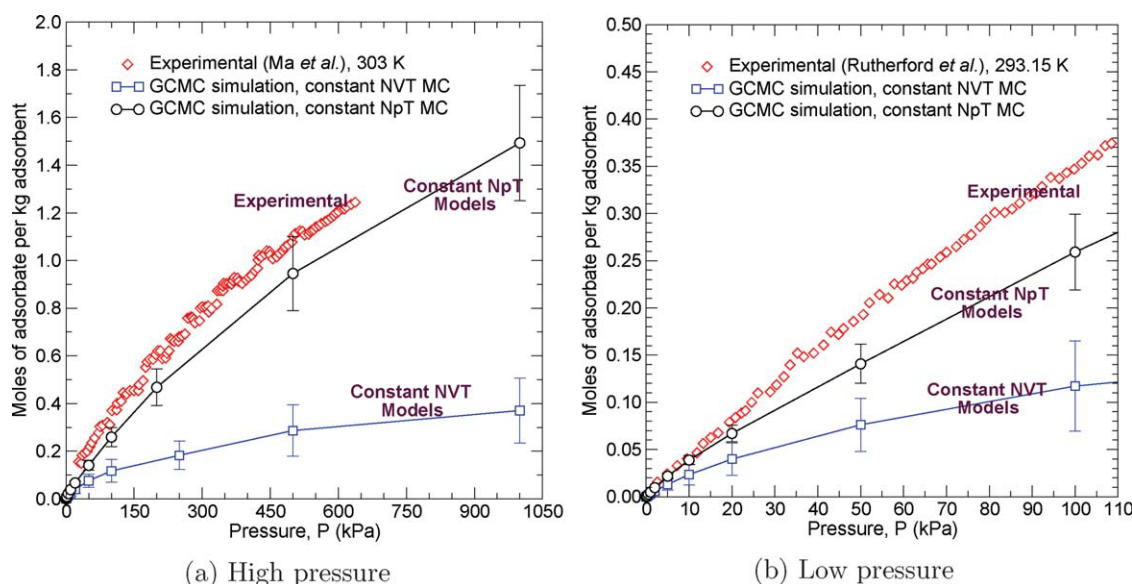 2.0
1.8
1.6
1.4
1.2
1.0
0.8
0.6
0.4
0.2
0.0
Moles of adsorbate per kg adsorbent
Experimental (Ma et al.), 303 K
GCMC simulation, constant NVT MC
GCMC simulation, constant NpT MC
Experimental
Constant NpT
Models
Constant NVT
Models
0 150 300 450 600 750 900 1050
Pressure, P (kPa)
(a) High pressure
0.50
0.45
0.40
0.35
0.30
0.25
0.20
0.15
0.10
0.05
0.00
Moles of adsorbate per kg adsorbent
Experimental (Rutherford et al.), 293.15 K
GCMC simulation, constant NVT MC
GCMC simulation, constant NpT MC
Experimental
Constant NpT
Models
Constant NVT
Models
0 10 20 30 40 50 60 70 80 90 100 110
Pressure, P (kPa)
(b) Low pressure